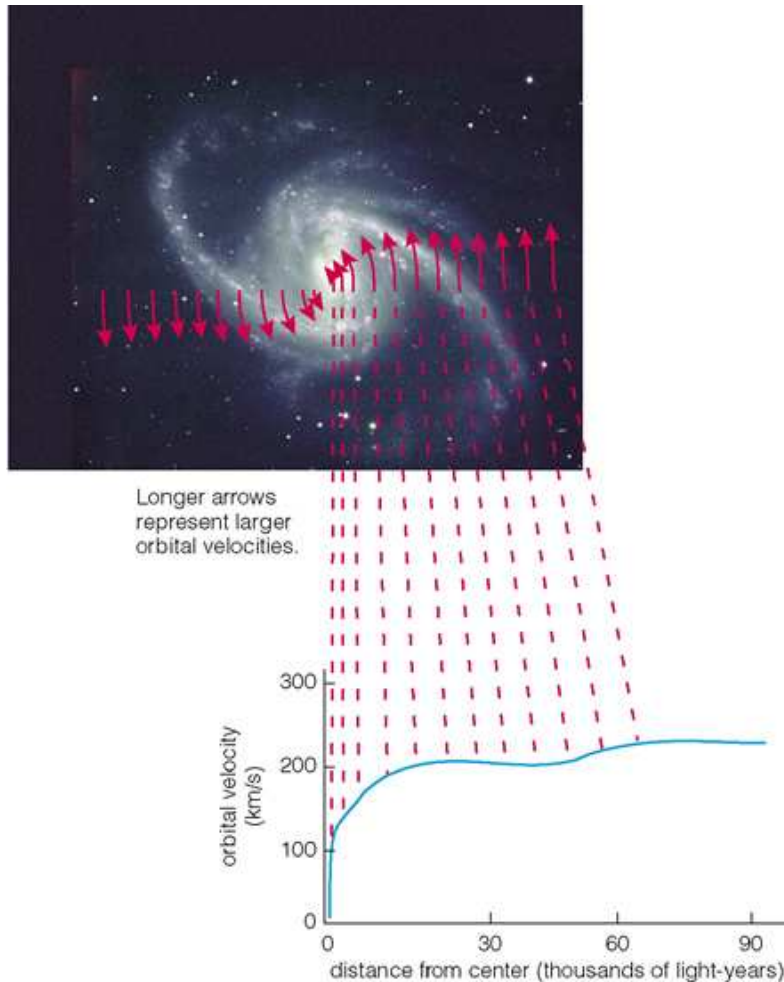 Longer arrows
represent larger
orbital velocities.
300
200
100
0
orbital velocity
(km/s)
0 30 60 90
distance from center (thousands of light-years)